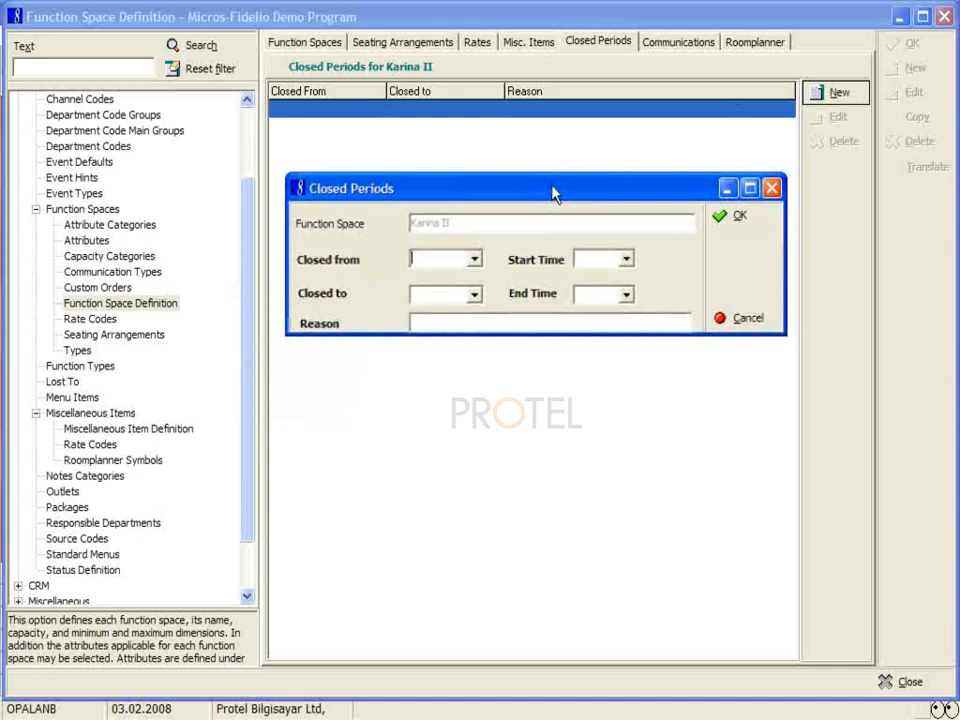 Function Space Definition - Micros-Fidelio Demo Program
Text
Search
Reset filter
Channel Codes
Department Code Groups
Department Code Main Groups
Department Codes
Event Defaults
Event Hints
Event Types
Function Spaces
Attribute Categories
Attributes
Capacity Categories
Communication Types
Custom Orders
Function Space Definition
Rate Codes
Seating Arrangements
Types
Function Types
Lost To
Menu Items
Miscellaneous Items
Miscellaneous Item Definition
Rate Codes
Roomplanner Symbols
Notes Categories
Outlets
Packages
Responsible Departments
Source Codes
Standard Menus
Status Definition
CRM
Miscellaneous
This option defines each function space, its name,
capacity, and minimum and maximum dimensions. In
addition the attributes applicable for each function
space may be selected. Attributes are defined under
Function Spaces Seating Arrangements Rates Misc. Items Closed Periods Communications Roomplanner
Closed Periods for Karina II
Closed From Closed to Reason
New
Edit
Delete
Closed Periods
Function Space Karina II
Closed from Start Time
Closed to End Time
Reason
OK
Cancel
PROTEL
OK
New
Edit
Copy
Delete
Translate
Close
OPALANB 03.02.2008 Protel Bilgisayar Ltd,